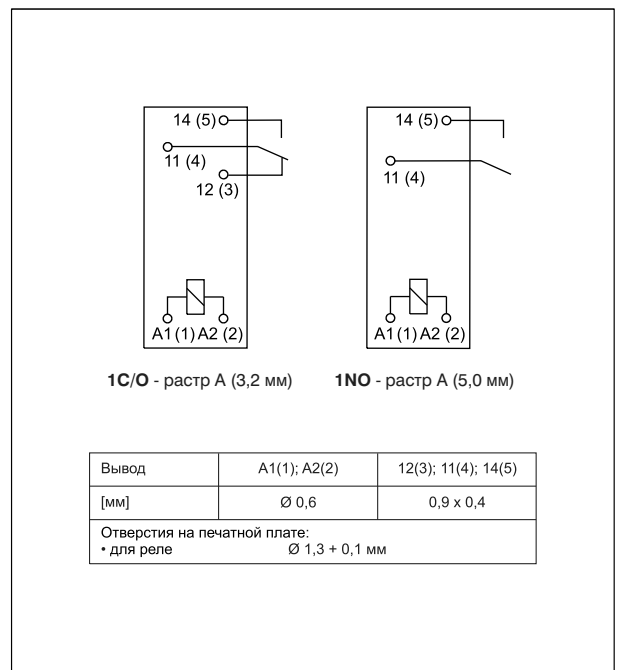 14 (5)
11 (4)
12 (3)
A1 (1) A2 (2)
1C/O - растр А (3,2 мм)
14 (5)
11 (4)
A1 (1) A2 (2)
1NO - растр А (5,0 мм)
Вывод A1(1); A2(2) 12(3); 11(4); 14(5)
[мм] Ø 0,6 0,9 x 0,4
Отверстия на печатной плате:
• для реле Ø 1,3 + 0,1 мм